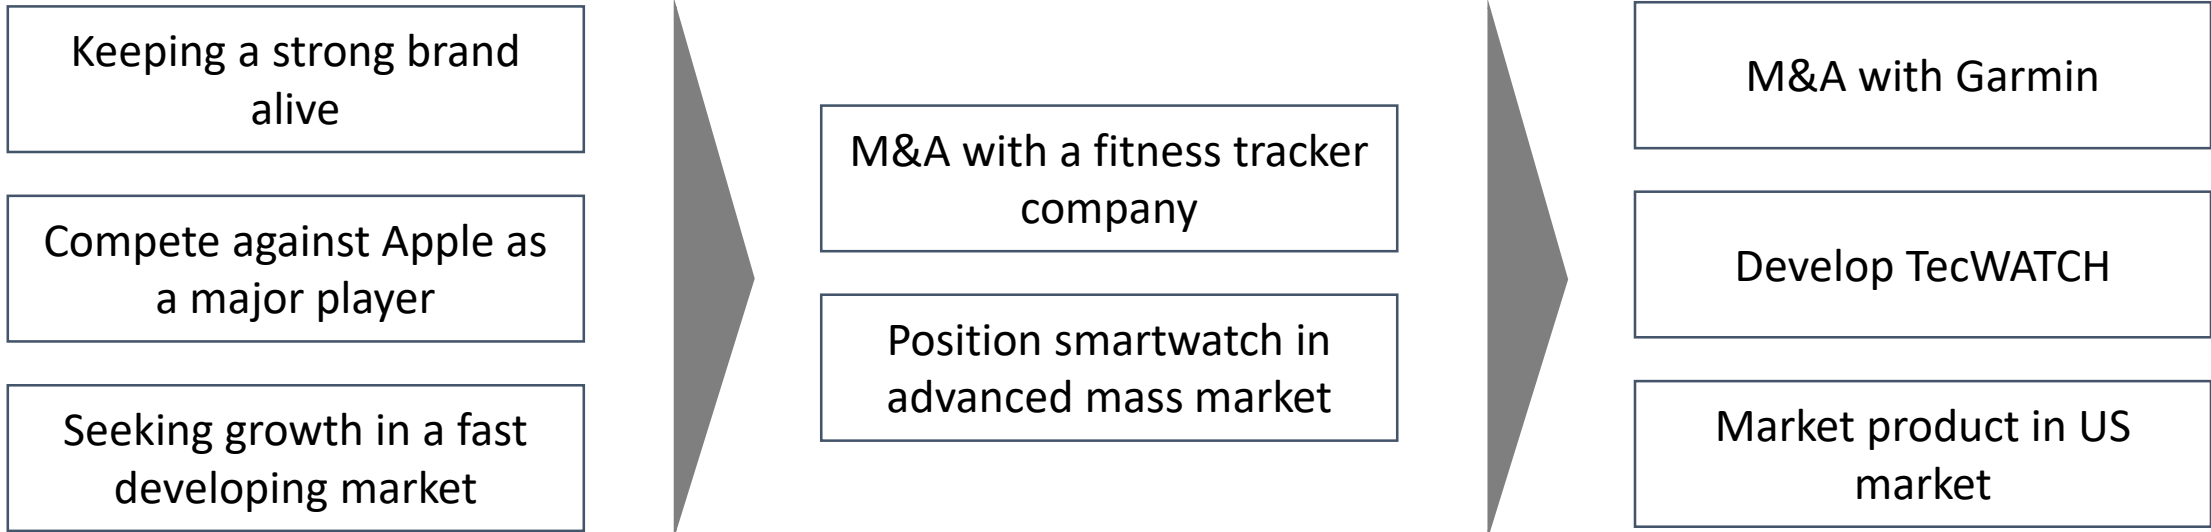 Keeping a strong brand
alive
Compete against Apple as
a major player
Seeking growth in a fast
developing market
M&A with a fitness tracker
company
Position smartwatch in
advanced mass market
M&A with Garmin
Develop TecWATCH
Market product in US
market